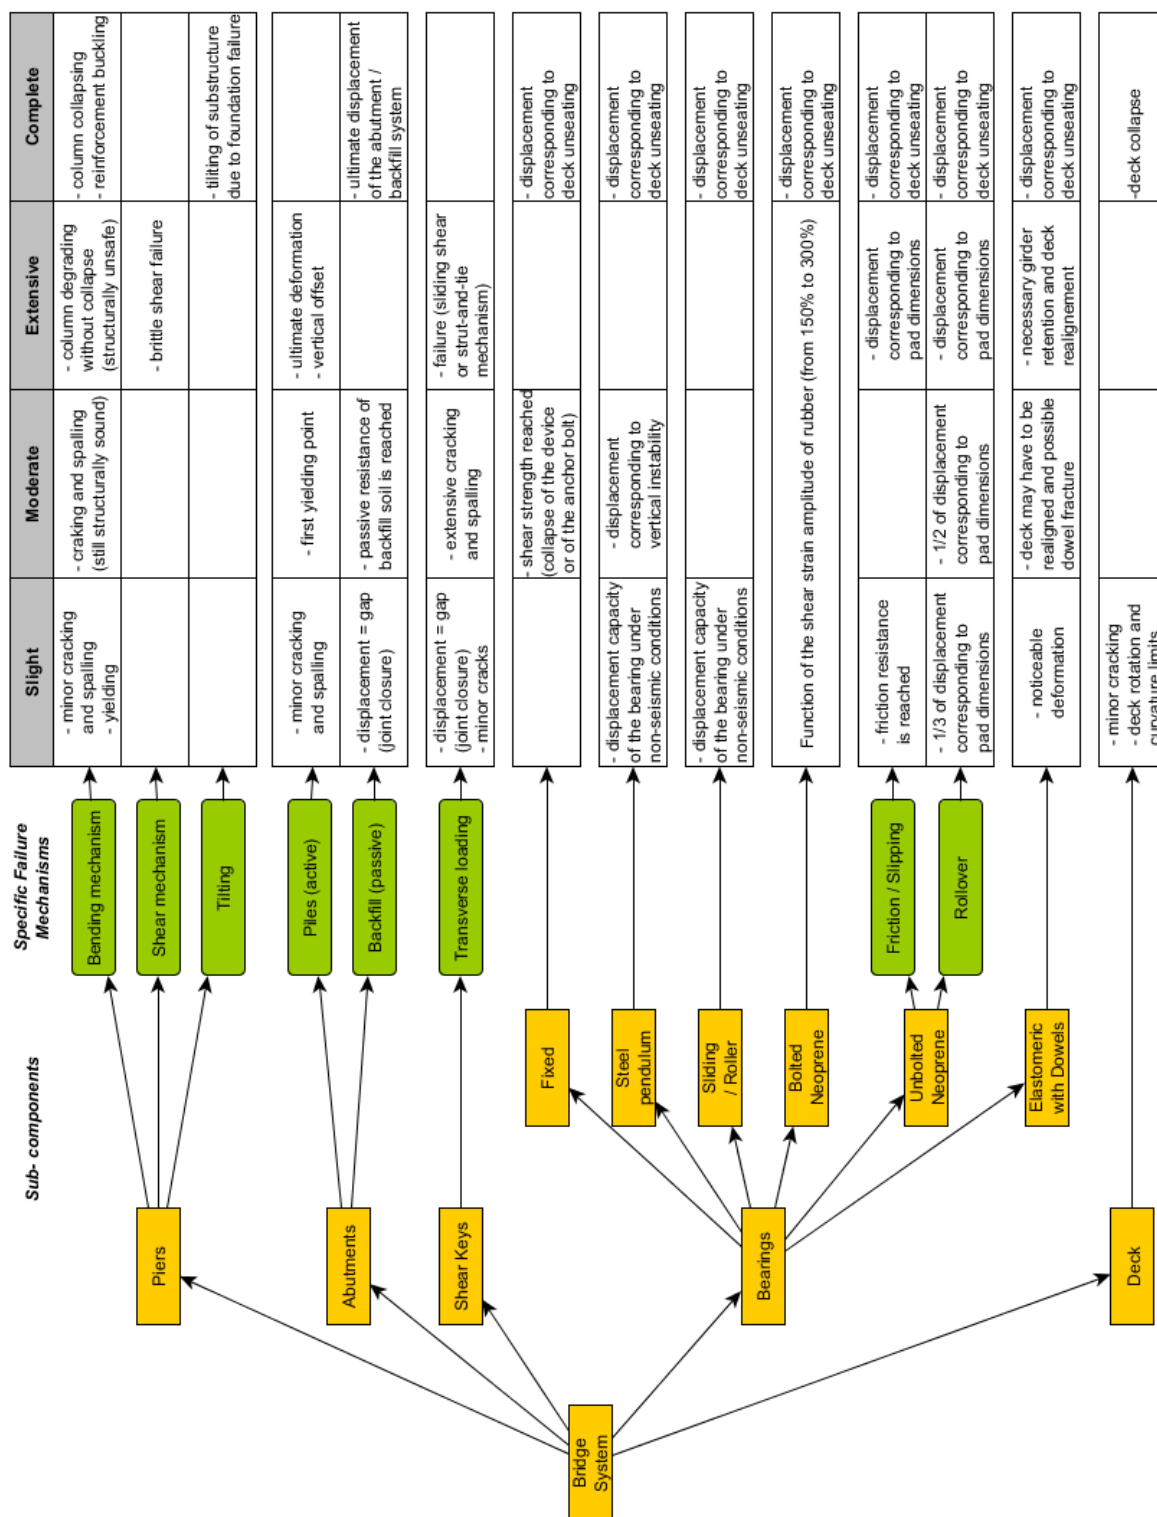 Sub- components
Specific Failure
Mechanisms
Slight
Moderate
Extensive
Complete
Bridge
System
Piers
Bending mechanism
- minor cracking
and spalling
- yielding
- craking and spalling
(still structurally sound)
- column degrading
without collapse
(structurally unsafe)
- column collapsing
- reinforcement buckling
Shear mechanism
- brittle shear failure
Tilting
- tiliting of substructure
due to foundation failure
Abutments
Piles (active)
- minor cracking
and spalling
- first yielding point
- ultimate deformation
- vertical offset
Backfill (passive)
- displacement = gap
(joint closure)
- passive resistance of
backfill soil is reached
- ultimate displacement
of the abutment /
backfill system
Shear Keys
Transverse loading
- displacement = gap
(joint closure)
- minor cracks
- extensive cracking
and spalling
- failure (sliding shear
or strut-and-tie
mechanism)
Bearings
Fixed
- shear strength reached
(collapse of the device
or of the anchor bolt)
- displacement
corresponding to
deck unseating
Steel
pendulum
- displacement capacity
of the bearing under
non-seismic conditions
- displacement
corresponding to
vertical instability
- displacement
corresponding to
deck unseating
Sliding
/ Roller
- displacement capacity
of the bearing under
non-seismic conditions
- displacement
corresponding to
deck unseating
Bolted
Neoprene
Function of the shear strain amplitude of rubber (from 150% to 300%)
- displacement
corresponding to
deck unseating
Unbolted
Neoprene
Friction / Slipping
- friction resistance
is reached
- displacement
corresponding to
pad dimensions
- displacement
corresponding to
deck unseating
Rollover
- 1/3 of displacement
corresponding to
pad dimensions
- 1/2 of displacement
corresponding to
pad dimensions
- displacement
corresponding to
pad dimensions
- displacement
corresponding to
deck unseating
Elastomeric
with Dowels
- noticeable
deformation
- deck may have to be
realigned and possible
dowel fracture
- necessary girder
retention and deck
realignement
- displacement
corresponding to
deck unseating
Deck
- minor cracking
- deck rotation and
curvature limits
-deck collapse